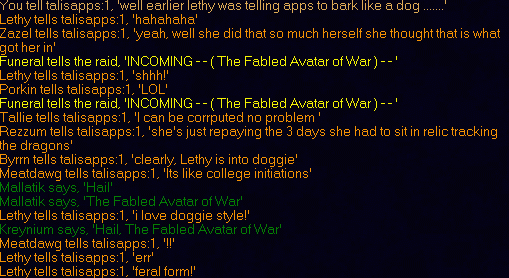 You tell talisapps:1, 'well earlier lethy was telling apps to bark like a dog .......'
Lethy tells talisapps:1, 'hahahaha'
Zazel tells talisapps:1, 'yeah, well she did that so much herself she thought that is what
got her in'
Funeral tells the raid, 'INCOMING -- ( The Fabled Avatar of War ) -- '
Lethy tells talisapps:1, 'shhh!'
Porkin tells talisapps:1, 'LOL'
Funeral tells the raid, 'INCOMING -- ( The Fabled Avatar of War ) -- '
Tallie tells talisapps:1, 'I can be corrputed no problem '
Rezzum tells talisapps:1, 'she's just repaying the 3 days she had to sit in relic tracking
the dragons'
Byrrn tells talisapps:1, 'clearly, Lethy is into doggie'
Meatdawg tells talisapps:1, 'Its like college initiations'
Mallatik says, 'Hail'
Mallatik says, 'The Fabled Avatar of War'
Lethy tells talisapps:1, 'i love doggie style!'
Kreynium says, 'Hail, The Fabled Avatar of War'
Meatdawg tells talisapps:1, '!!'
Lethy tells talisapps:1, 'err'
Lethy tells talisapps:1, 'feral form!'